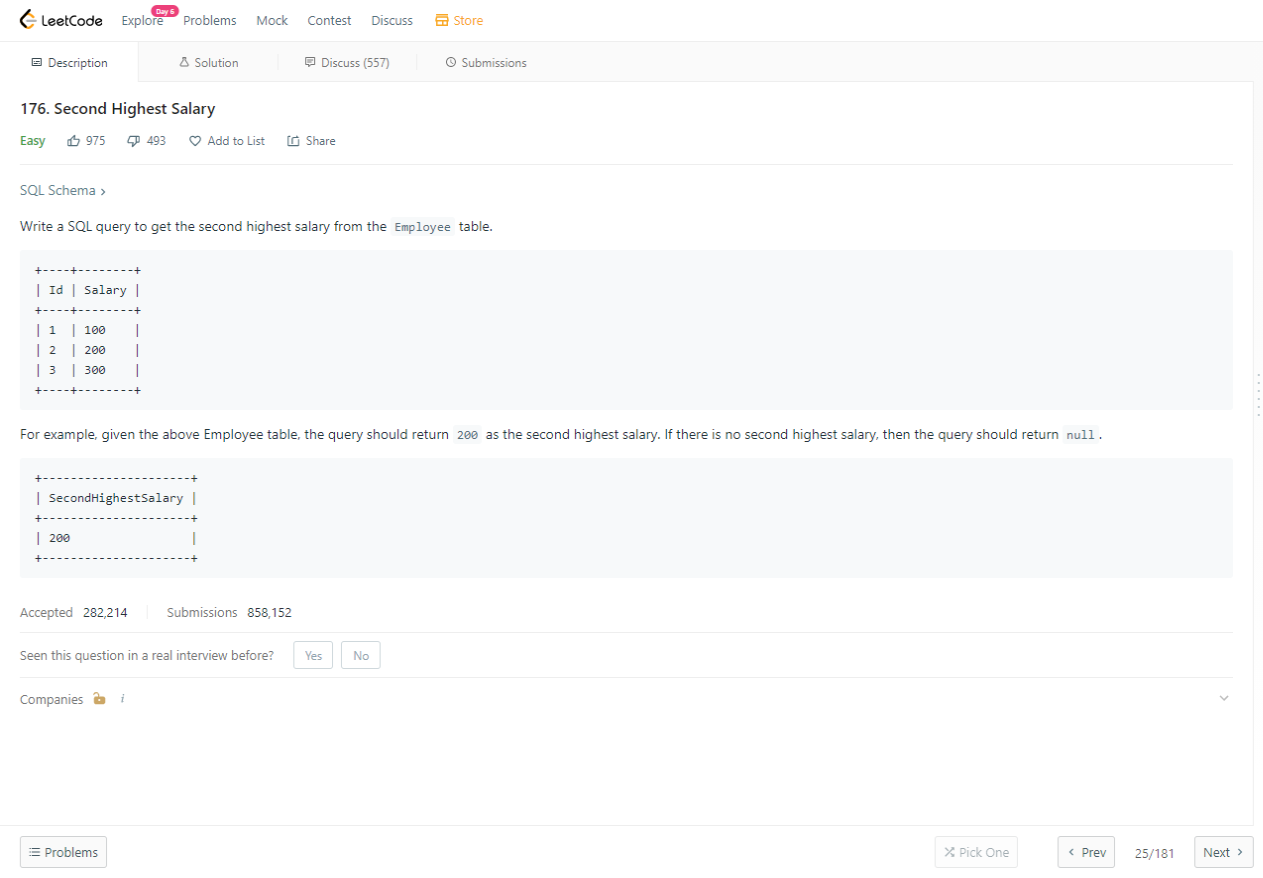 LeetCode Explore Day 6 Problems Mock Contest Discuss Store
Description Solution Discuss (557) Submissions
176. Second Highest Salary
Easy 975 493 Add to List Share
SQL Schema ›
Write a SQL query to get the second highest salary from the Employee table.
+----+--------+
| Id | Salary |
+----+--------+
| 1  | 100    |
| 2  | 200    |
| 3  | 300    |
+----+--------+
For example, given the above Employee table, the query should return 200 as the second highest salary. If there is no second highest salary, then the query should return null.
+---------------------+
| SecondHighestSalary |
+---------------------+
| 200                 |
+---------------------+
Accepted 282,214 Submissions 858,152
Seen this question in a real interview before? Yes No
Companies i
Problems Pick One ‹ Prev 25/181 Next ›